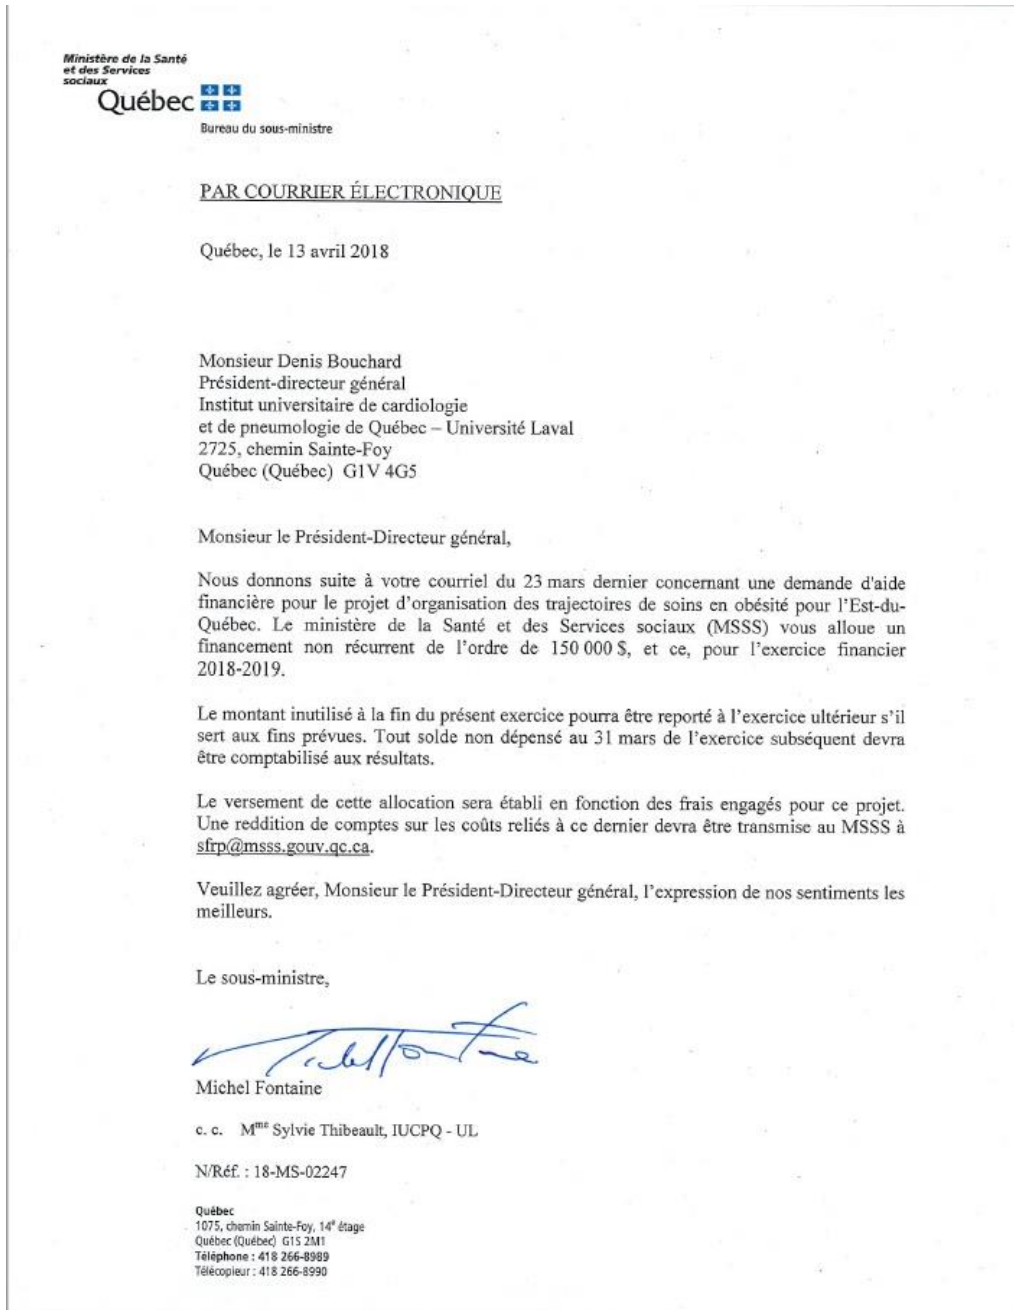 Ministère de la Santé
et des Services
sociaux
Québec
Bureau du sous-ministre
PAR COURRIER ÉLECTRONIQUE
Québec, le 13 avril 2018
Monsieur Denis Bouchard
Président-directeur général
Institut universitaire de cardiologie
et de pneumologie de Québec – Université Laval
2725, chemin Sainte-Foy
Québec (Québec)  G1V 4G5
Monsieur le Président-Directeur général,
Nous donnons suite à votre courriel du 23 mars dernier concernant une demande d'aide
financière pour le projet d’organisation des trajectoires de soins en obésité pour l’Est-du-
Québec. Le ministère de la Santé et des Services sociaux (MSSS) vous alloue un
financement non récurrent de l’ordre de 150 000 $, et ce, pour l’exercice financier
2018-2019.
Le montant inutilisé à la fin du présent exercice pourra être reporté à l’exercice ultérieur s’il
sert aux fins prévues. Tout solde non dépensé au 31 mars de l’exercice subséquent devra
être comptabilisé aux résultats.
Le versement de cette allocation sera établi en fonction des frais engagés pour ce projet.
Une reddition de comptes sur les coûts reliés à ce dernier devra être transmise au MSSS à
sfrp@msss.gouv.qc.ca.
Veuillez agréer, Monsieur le Président-Directeur général, l’expression de nos sentiments les
meilleurs.
Le sous-ministre,
Michel Fontaine
c. c.   Mme Sylvie Thibeault, IUCPQ - UL
N/Réf. : 18-MS-02247
Québec
1075, chemin Sainte-Foy, 14e étage
Québec (Québec)  G1S 2M1
Téléphone : 418 266-8989
Télécopieur : 418 266-8990